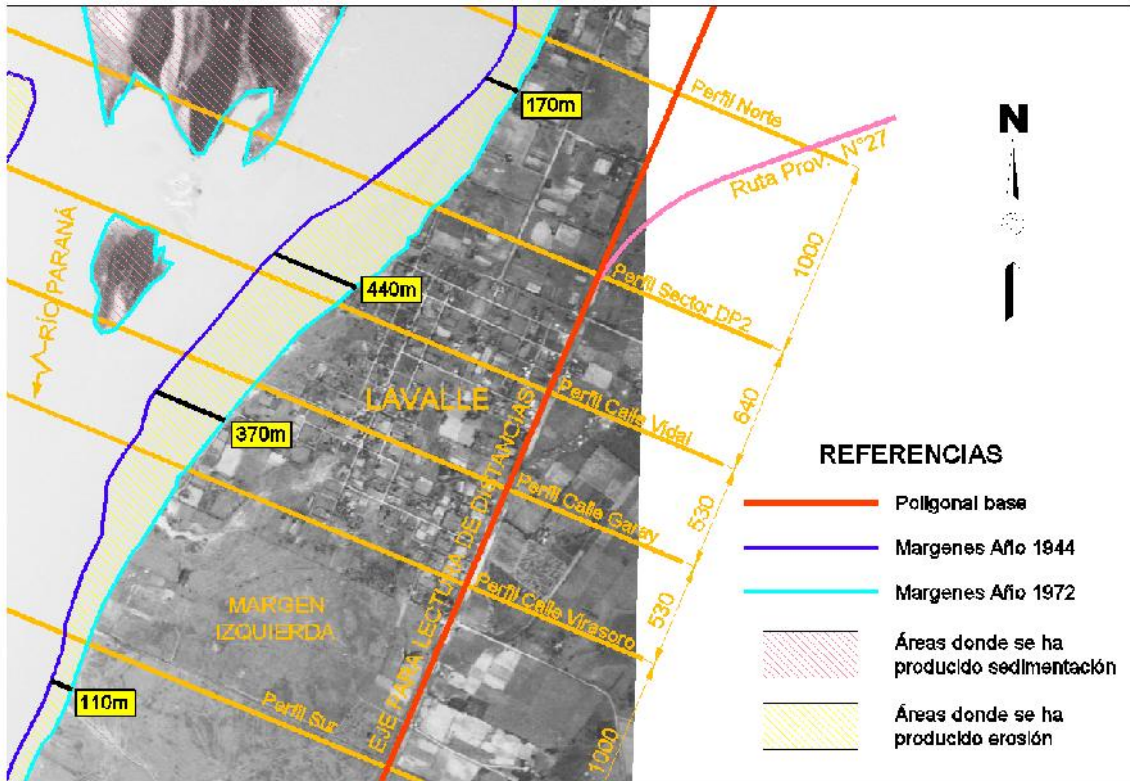 170m
Perfil Norte
N
Ruta Prov. N°27
RÍO PARANÁ
440m
Perfil Sector DP2
1000
LAVALLE
Perfil Calle Vidal
640
370m
Perfil Calle Garay
530
EJE PARA LECTURA DE DISTANCIAS
Perfil Calle Virasoro
530
MARGEN
IZQUIERDA
110m
Perfil Sur
1000
REFERENCIAS
Poligonal base
Margenes Año 1944
Margenes Año 1972
Áreas donde se ha
producido sedimentación
Áreas donde se ha
producido erosión